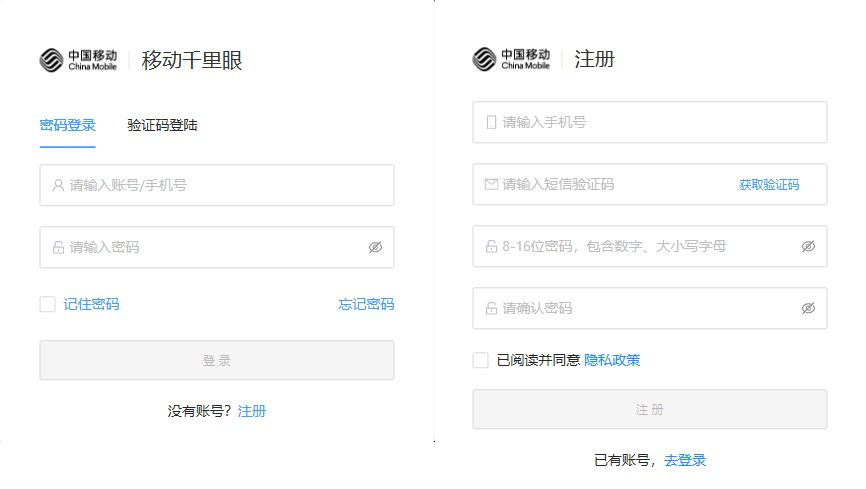 中国移动
China Mobile
移动千里眼
密码登录
验证码登陆
请输入账号/手机号
请输入密码
记住密码
忘记密码
登 录
没有账号？注册
中国移动
China Mobile
注册
请输入手机号
请输入短信验证码
获取验证码
8-16位密码，包含数字、大小写字母
请确认密码
已阅读并同意 隐私政策
注 册
已有账号，去登录